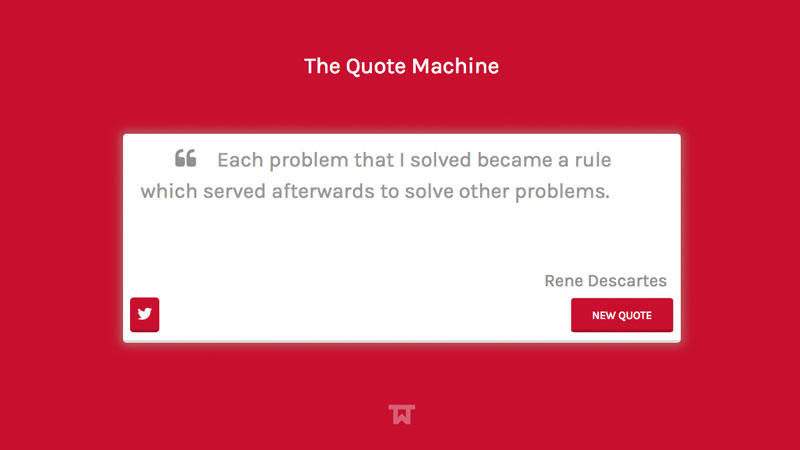 The Quote Machine
Each problem that I solved became a rule
which served afterwards to solve other problems.
Rene Descartes
NEW QUOTE